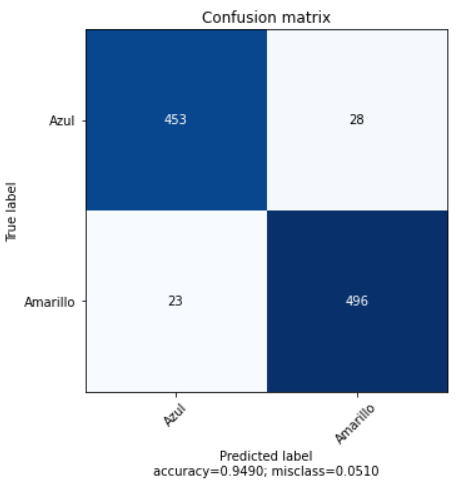 Confusion matrix
True label
Azul
453
28
Amarillo
23
496
Azul
Amarillo
Predicted label
accuracy=0.9490; misclass=0.0510